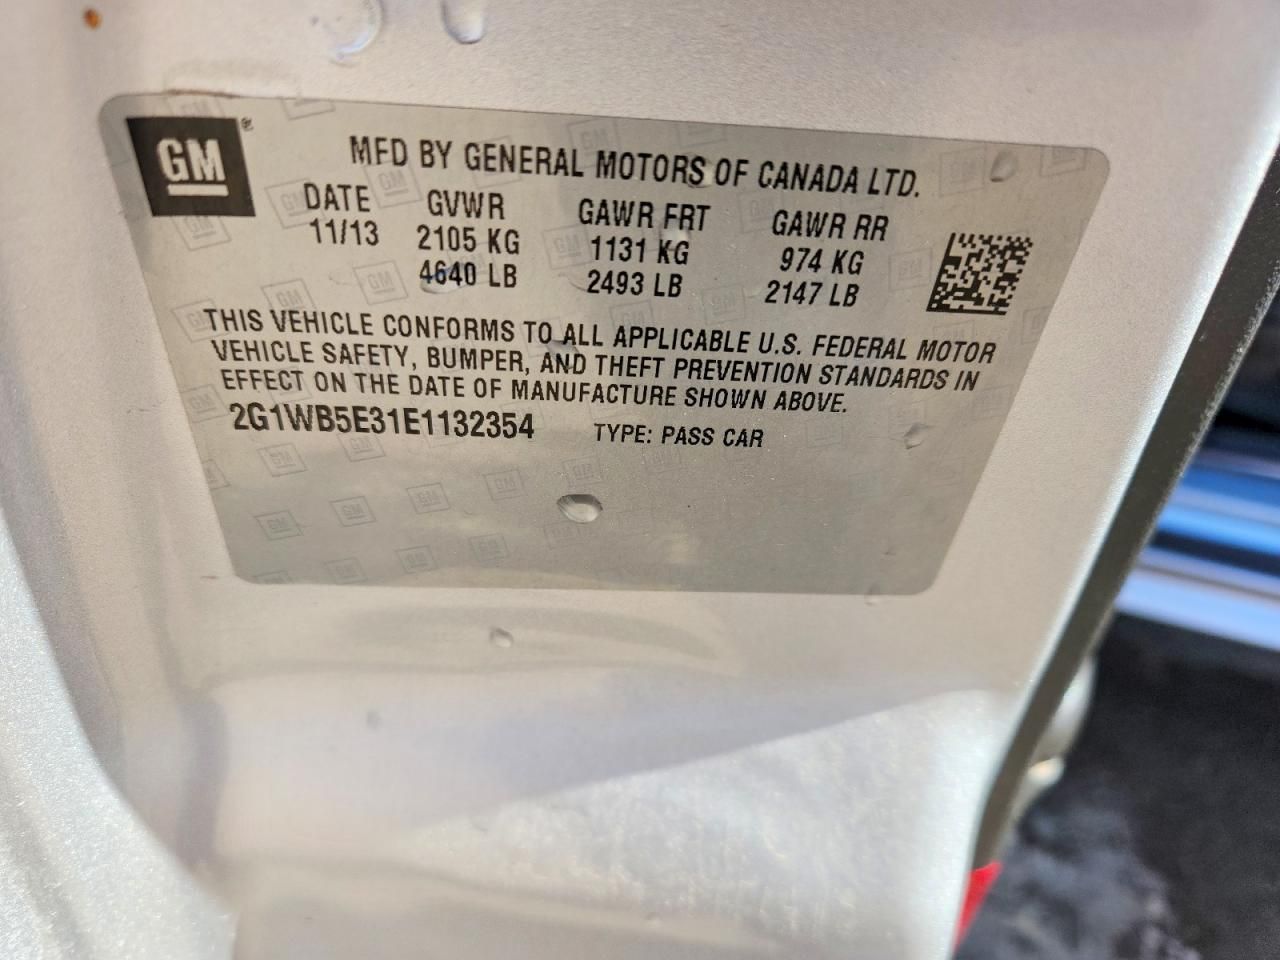 GM®
MFD BY GENERAL MOTORS OF CANADA LTD.
DATE GVWR GAWR FRT GAWR RR
11/13 2105 KG 1131 KG 974 KG
4640 LB 2493 LB 2147 LB
THIS VEHICLE CONFORMS TO ALL APPLICABLE U.S. FEDERAL MOTOR
VEHICLE SAFETY, BUMPER, AND THEFT PREVENTION STANDARDS IN
EFFECT ON THE DATE OF MANUFACTURE SHOWN ABOVE.
2G1WB5E31E1132354 TYPE: PASS CAR